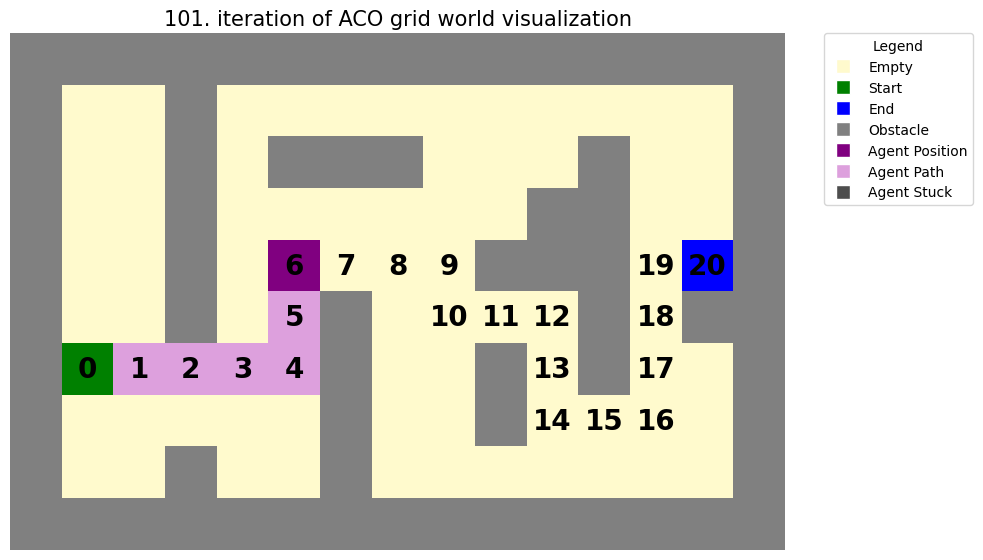 101. iteration of ACO grid world visualization
Legend
Empty
Start
End
Obstacle
Agent Position
Agent Path
Agent Stuck
6 7 8 9 19 20
5 10 11 12 18
0 1 2 3 4 13 17
14 15 16